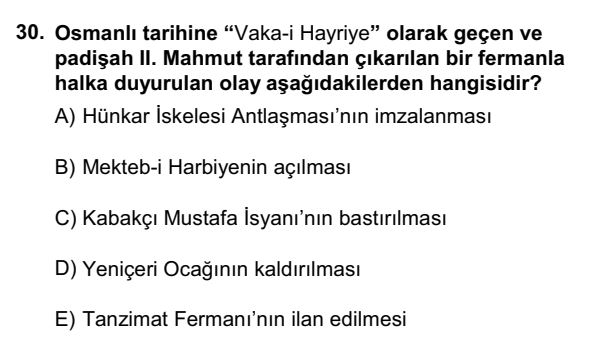 30. Osmanlı tarihine “Vaka-i Hayriye” olarak geçen ve
padişah II. Mahmut tarafından çıkarılan bir fermanla
halka duyurulan olay aşağıdakilerden hangisidir?
A) Hünkar İskelesi Antlaşması’nın imzalanması
B) Mekteb-i Harbiyenin açılması
C) Kabakçı Mustafa İsyanı’nın bastırılması
D) Yeniçeri Ocağının kaldırılması
E) Tanzimat Fermanı’nın ilan edilmesi